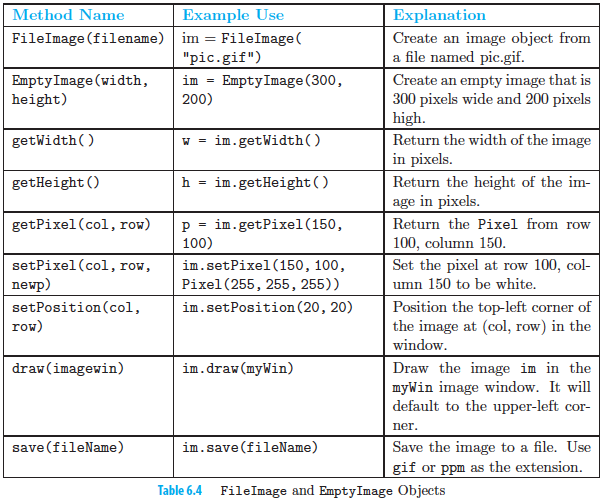 Method Name Example Use Explanation
FileImage(filename) im = FileImage( Create an image object from
"pic.gif") a file named pic.gif.
EmptyImage(width, im = EmptyImage(300, Create an empty image that is
height) 200) 300 pixels wide and 200 pixels
high.
getWidth() w = im.getWidth() Return the width of the image
in pixels.
getHeight() h = im.getHeight() Return the height of the im-
age in pixels.
getPixel(col, row) p = im.getPixel(150, Return the Pixel from row
100) 100, column 150.
setPixel(col, row, im.setPixel(150, 100, Set the pixel at row 100, col-
newp) Pixel(255, 255, 255)) umn 150 to be white.
setPosition(col, im.setPosition(20, 20) Position the top-left corner of
row) the image at (col, row) in the
window.
draw(imagewin) im.draw(myWin) Draw the image im in the
myWin image window. It will
default to the upper-left cor-
ner.
save(fileName) im.save(fileName) Save the image to a file. Use
gif or ppm as the extension.
Table 6.4 FileImage and EmptyImage Objects